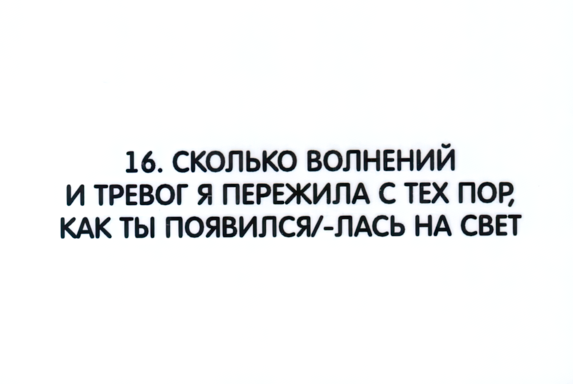 16. СКОЛЬКО ВОЛНЕНИЙ
И ТРЕВОГ Я ПЕРЕЖИЛА С ТЕХ ПОР,
КАК ТЫ ПОЯВИЛСЯ/-ЛАСЬ НА СВЕТ